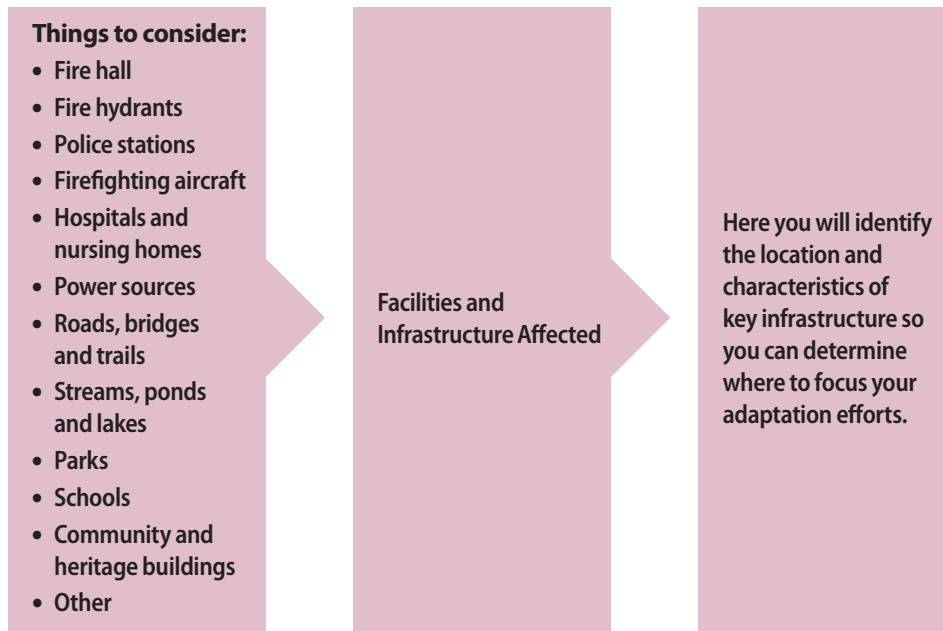 Things to consider:
• Fire hall
• Fire hydrants
• Police stations
• Firefighting aircraft
• Hospitals and
nursing homes
• Power sources
• Roads, bridges
and trails
• Streams, ponds
and lakes
• Parks
• Schools
• Community and
heritage buildings
• Other
Facilities and
Infrastructure Affected
Here you will identify
the location and
characteristics of
key infrastructure so
you can determine
where to focus your
adaptation efforts.